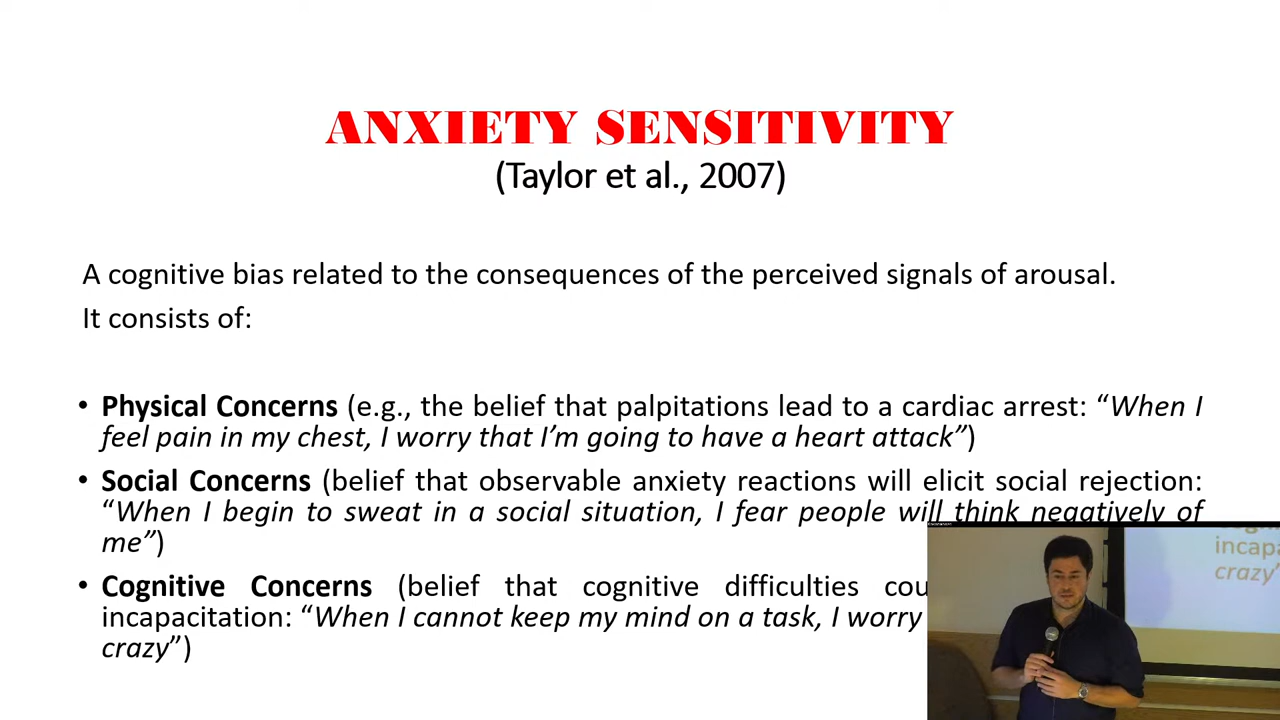 ANXIETY SENSITIVITY
(Taylor et al., 2007)
A cognitive bias related to the consequences of the perceived signals of arousal.
It consists of:
• Physical Concerns (e.g., the belief that palpitations lead to a cardiac arrest: “When I
feel pain in my chest, I worry that I’m going to have a heart attack”)
• Social Concerns (belief that observable anxiety reactions will elicit social rejection:
“When I begin to sweat in a social situation, I fear people will think negatively of
me”)
• Cognitive Concerns (belief that cognitive difficulties
incapacitation: “When I cannot keep my mind on a task, I worry
crazy”)
crazy”